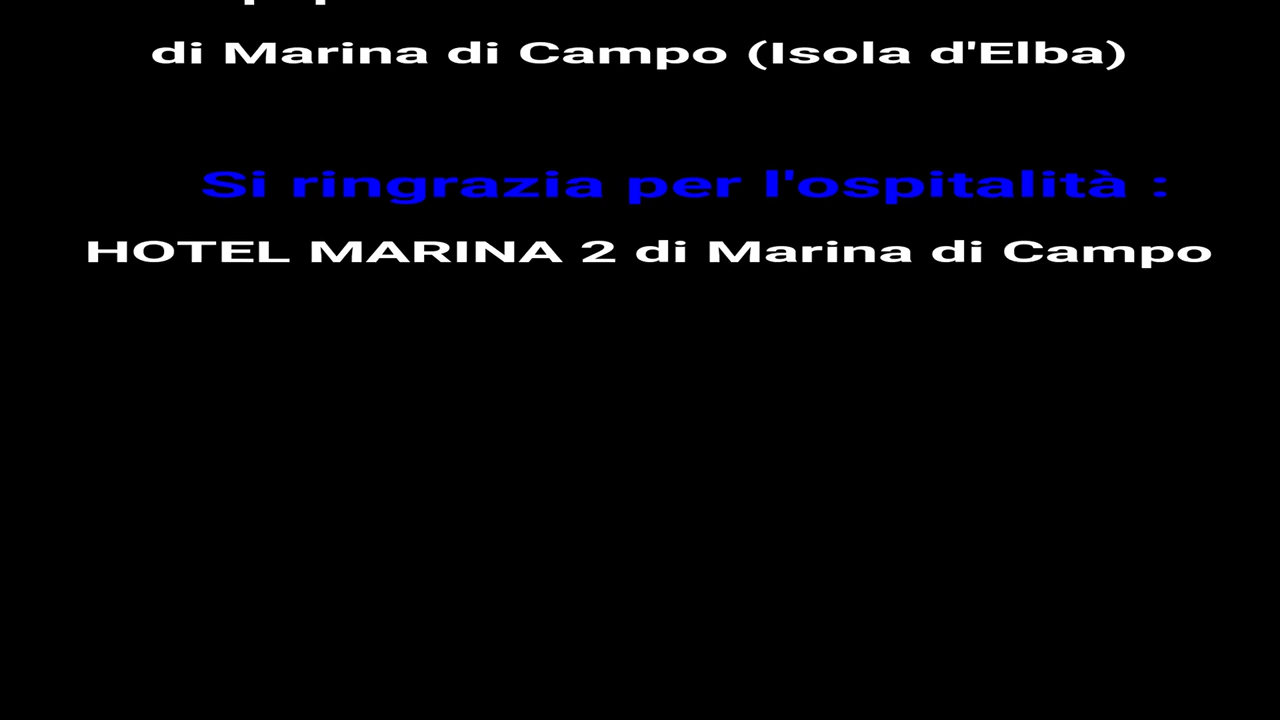 di Marina di Campo (Isola d'Elba)
Si ringrazia per l'ospitalità :
HOTEL MARINA 2 di Marina di Campo